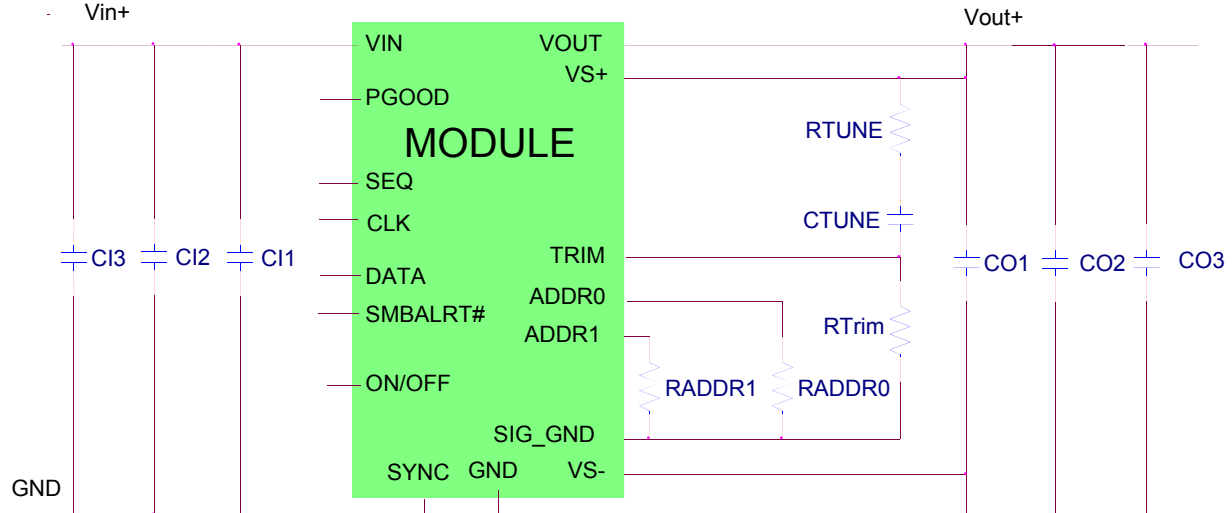 Vin+
Vout+
VIN
VOUT
VS+
PGOOD
RTUNE
MODULE
SEQ
CTUNE
CLK
TRIM
CI3
CI2
CI1
CO1
CO2
CO3
DATA
ADDR0
SMBALRT#
RTrim
ADDR1
ON/OFF
RADDR1
RADDR0
SIG_GND
SYNC
GND
VS-
GND